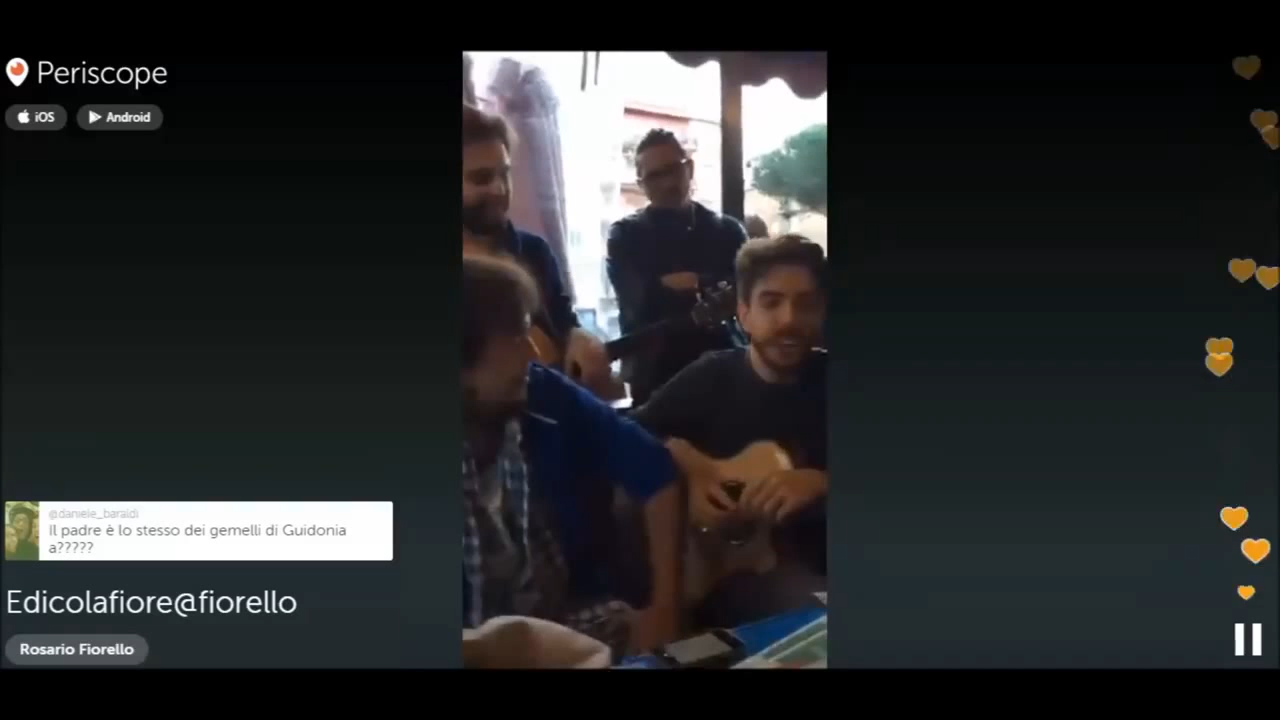 Periscope
iOS
Android
@daniele_baraldi
Il padre è lo stesso dei gemelli di Guidonia
a?????
Edicolafiore@fiorello
Rosario Fiorello